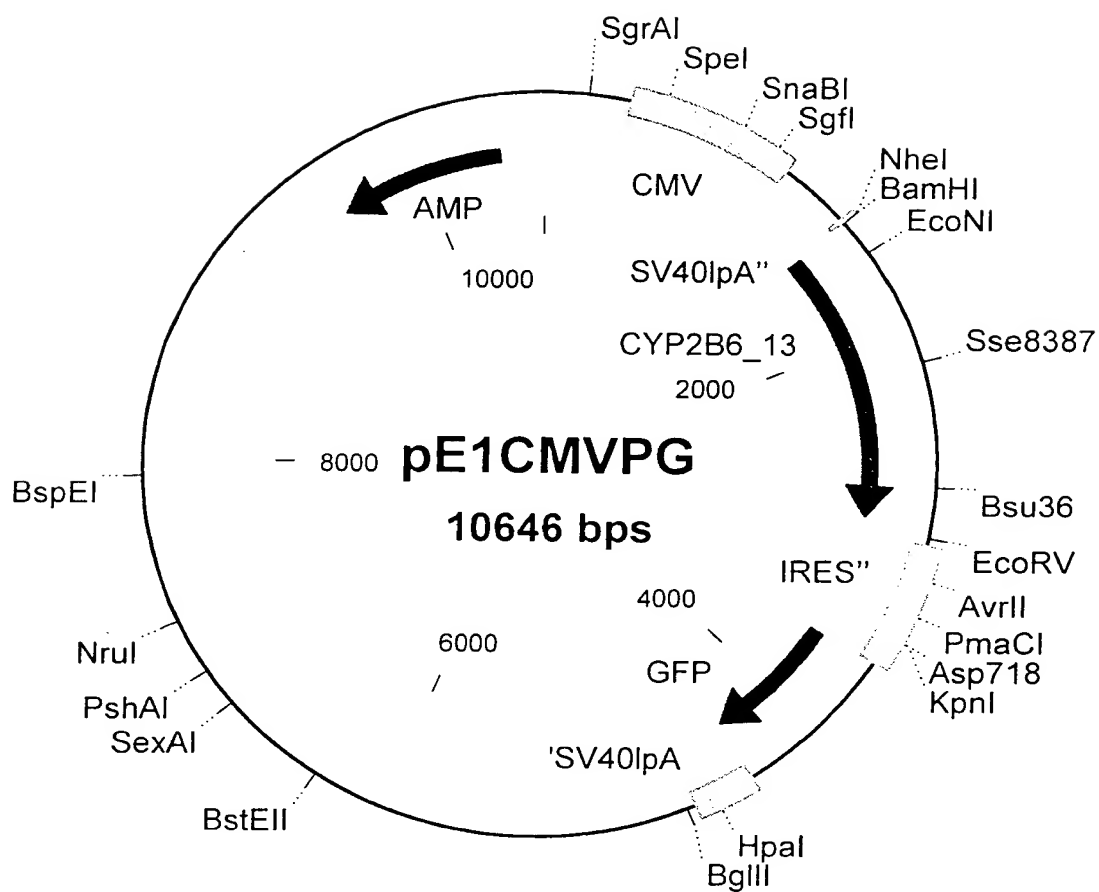 SgrAI
SpeI
SnaBI
SgfI
NheI
BamHI
EcoNI
CMV
AMP
10000
SV40lpA"
CYP2B6_13
2000
Sse8387
8000
pE1CMVPG
10646 bps
BspEI
Bsu36
EcoRV
IRES"
AvrII
PmaCI
Asp718
KpnI
4000
6000
GFP
NruI
PshAI
SexAI
'SV40lpA
BstEII
HpaI
BglII